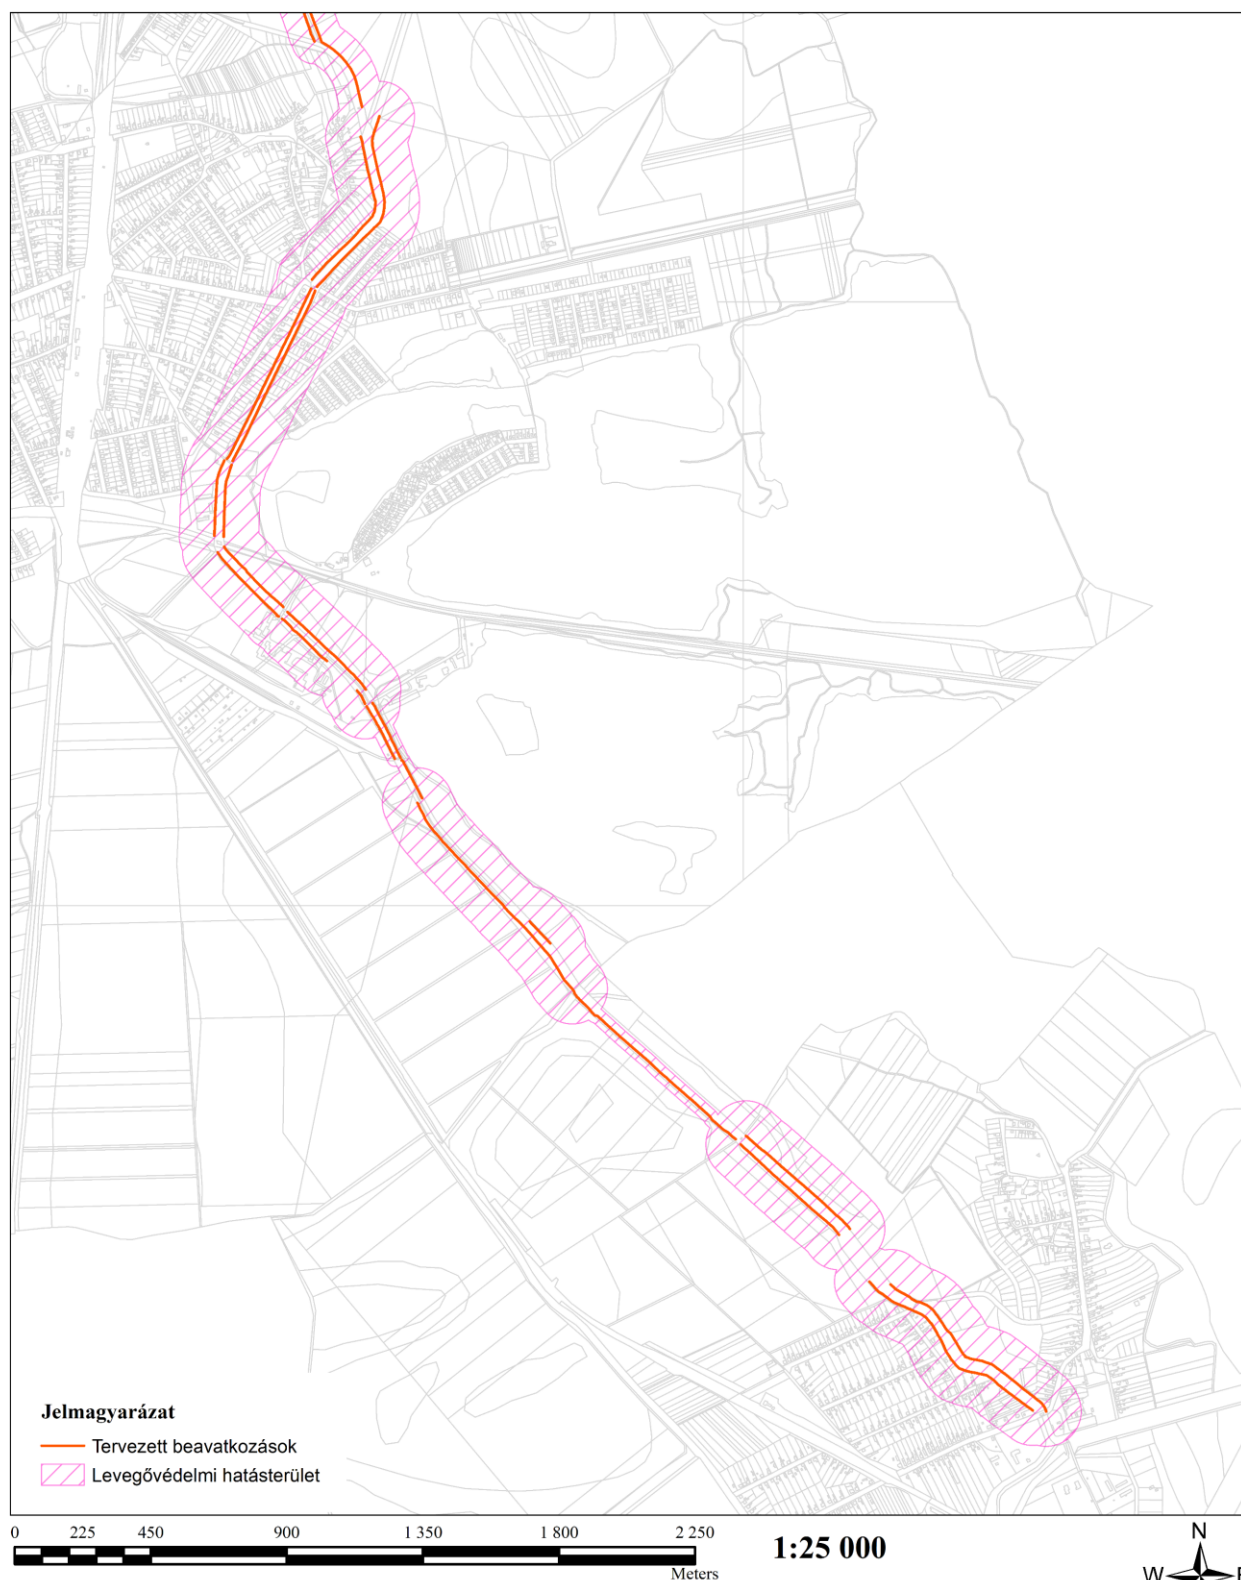 Jelmagyarázat
Tervezett beavatkozások
Levegővédelmi hatásterület
0 225 450 900 1 350 1 800 2 250
Meters
1:25 000
N
W E